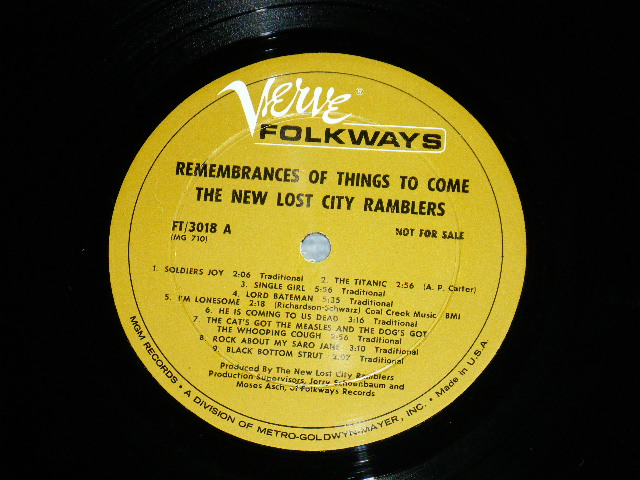 Verve®
FOLKWAYS
REMEMBRANCES OF THINGS TO COME
THE NEW LOST CITY RAMBLERS
FT/3018 A NOT FOR SALE
(MG 710)
1. SOLDIERS JOY 2:06 Traditional 2. THE TITANIC 2:56 (A. P. Carter)
3. SINGLE GIRL 5:56 Traditional
4. LORD BATEMAN 5:35 Traditional
5. I'M LONESOME 2:18 (Richardson-Schwarz) Coal Creek Music BMI
6. HE IS COMING TO US DEAD 3:16 Traditional
7. THE CAT'S GOT THE MEASLES AND THE DOG'S GOT
THE WHOOPING COUGH 2:56 Traditional
8. ROCK ABOUT MY SARO JANE 3:10 Traditional
9. BLACK BOTTOM STRUT 2:07 Traditional
Produced By The New Lost City Ramblers
Production Supervisors, Jerry Schoenbaum and
Moses Asch, of Folkways Records
MGM RECORDS • A DIVISION OF METRO-GOLDWYN-MAYER, INC. • Made in U.S.A.